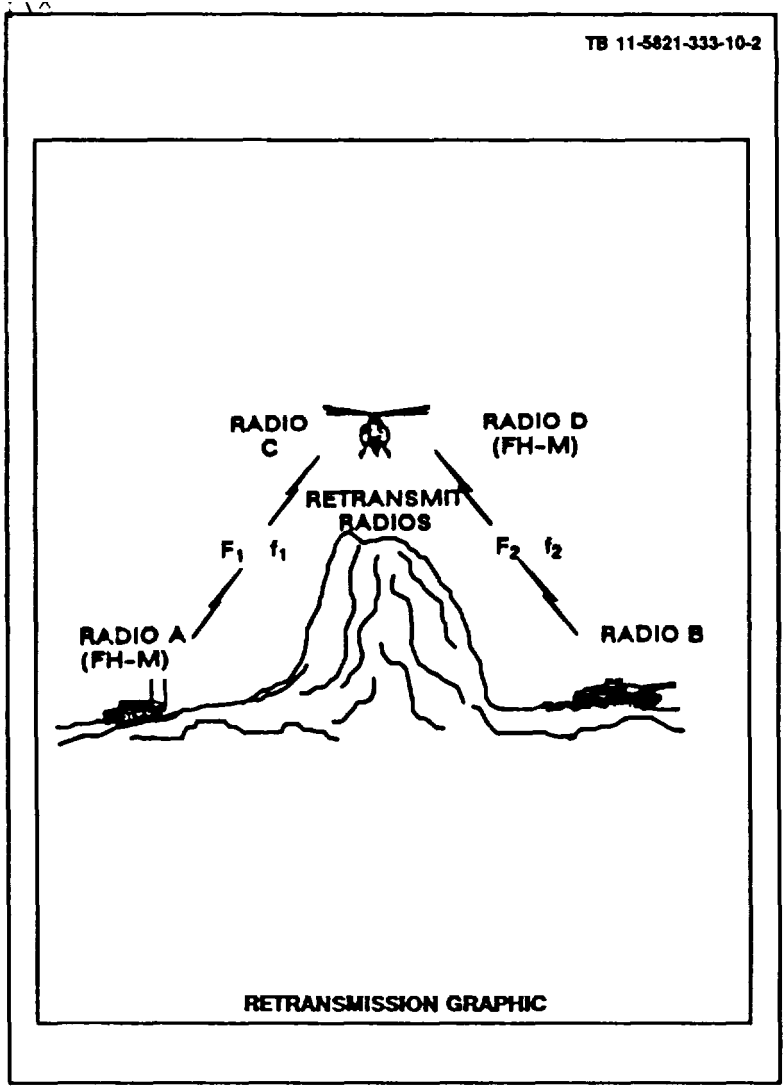 TB 11-5821-333-10-2
RADIO
C
RADIO D
(FH-M)
RETRANSMIT
RADIOS
F₁ f₁
F₂ f₂
RADIO A
(FH-M)
RADIO B
RETRANSMISSION GRAPHIC